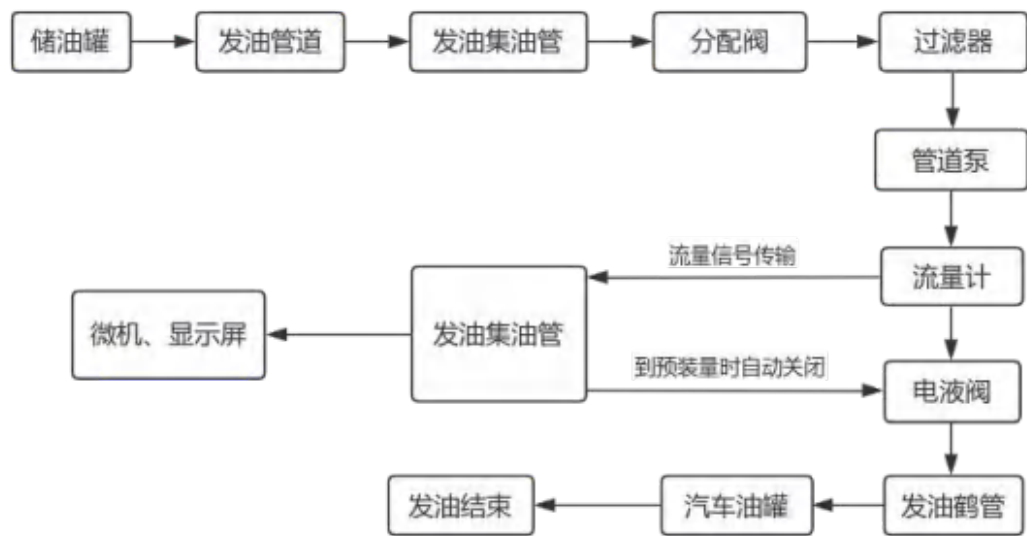 储油罐
发油管道
发油集油管
分配阀
过滤器
管道泵
流量信号传输
流量计
微机、显示屏
发油集油管
到预装量时自动关闭
电液阀
发油结束
汽车油罐
发油鹤管